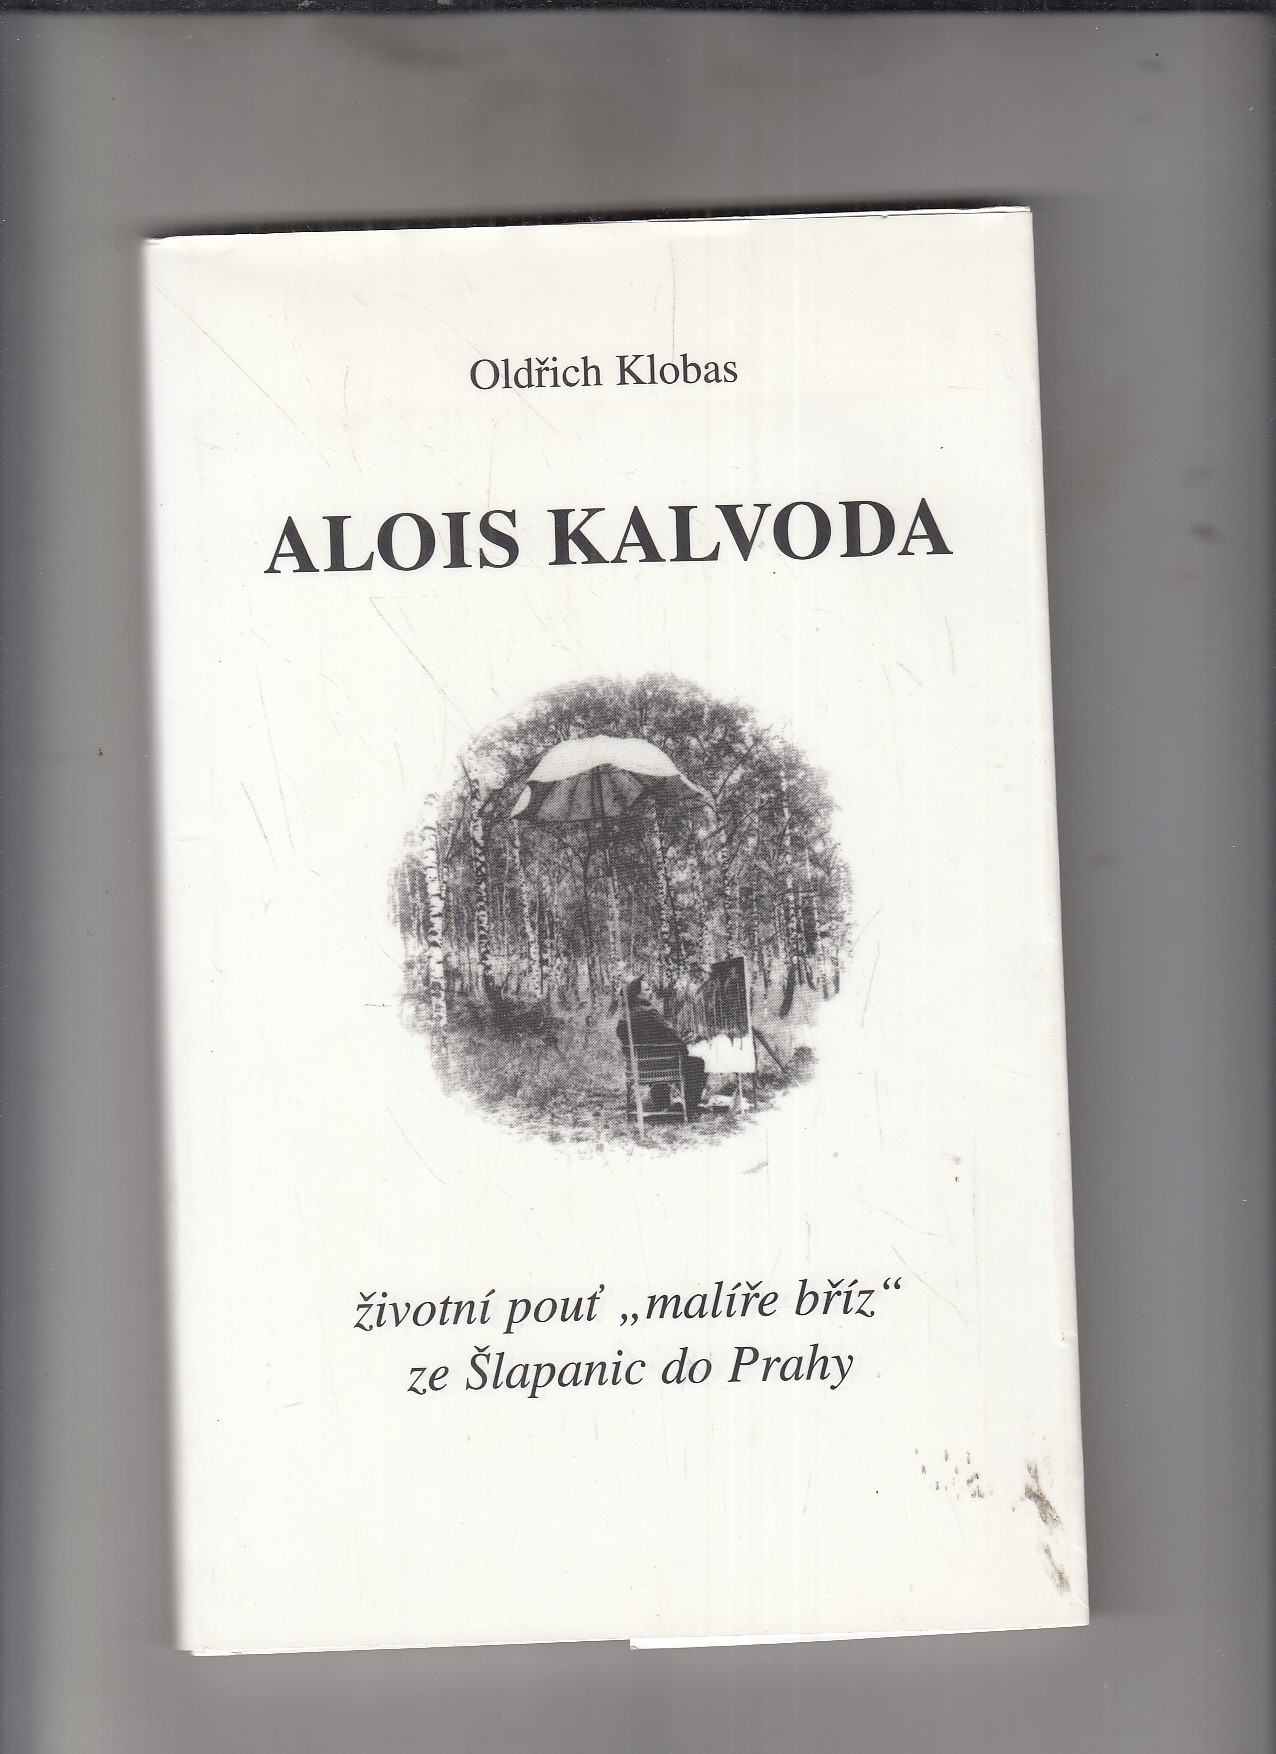 Oldřich Klobas
ALOIS KALVODA
životní pouť „malíře bříz“
ze Šlapanic do Prahy